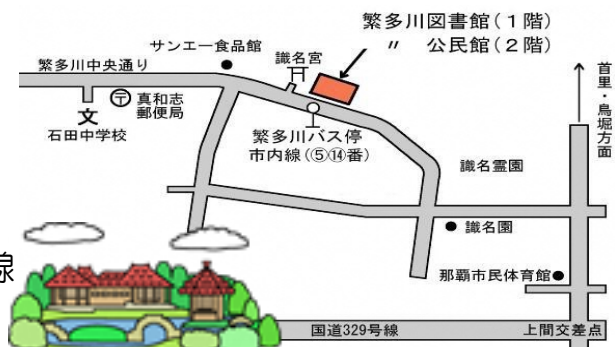 繁多川図書館(1階)
〃 公民館(2階)
サンエー食品館
識名宮
繁多川中央通り
首里・鳥堀方面
〒
真和志
郵便局
文
石田中学校
繁多川バス停
市内線(⑤⑭番)
識名霊園
識名園
線
那覇市民体育館
国道329号線
上間交差点